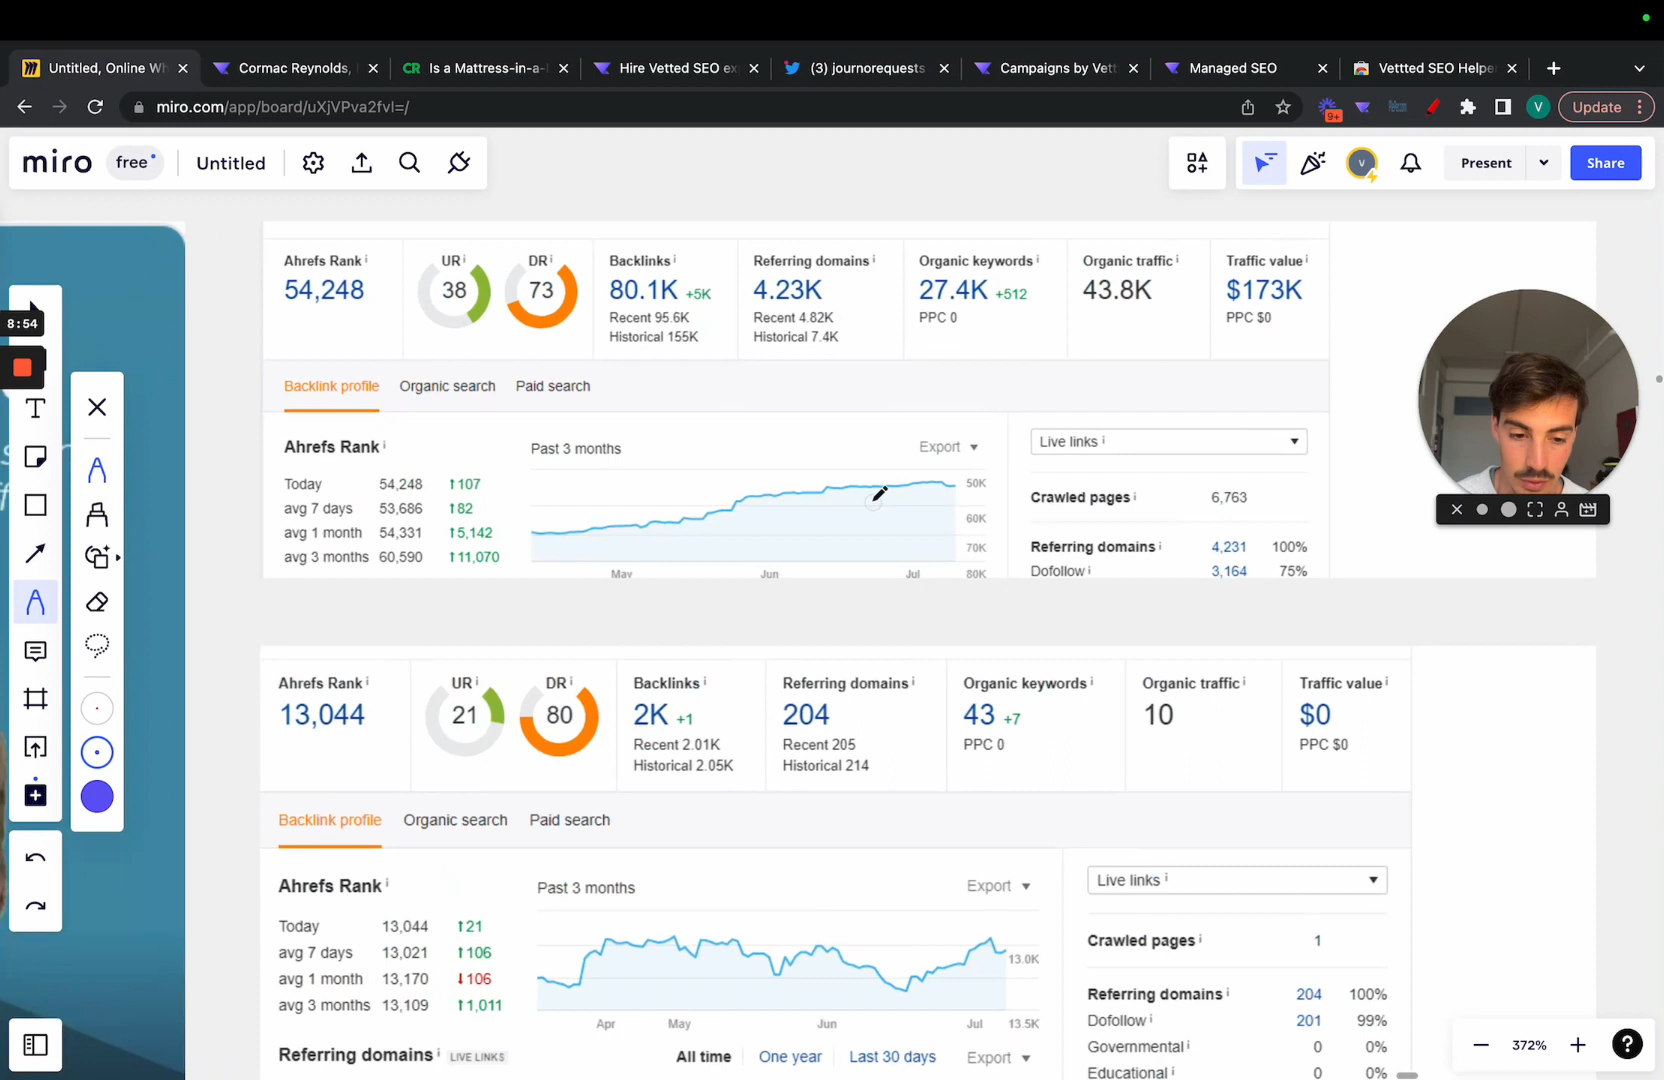 Untitled, Online Wh
Cormac Reynolds,
CR Is a Mattress-in-a-
Hire Vetted SEO ex
(3) journorequests
Campaigns by Vett
Managed SEO
Vettted SEO Helpe
miro.com/app/board/uXjVPva2fvI=/
9+
V
Update
miro
free
Untitled
V
Present
Share
8:54
Ahrefs Rank
54,248
UR
38
DR
73
Backlinks
80.1K +5K
Recent 95.6K
Historical 155K
Referring domains
4.23K
Recent 4.82K
Historical 7.4K
Organic keywords
27.4K +512
PPC 0
Organic traffic
43.8K
Traffic value
$173K
PPC $0
Backlink profile
Organic search
Paid search
Ahrefs Rank
Today 54,248 ↑107
avg 7 days 53,686 ↑82
avg 1 month 54,331 ↑5,142
avg 3 months 60,590 ↑11,070
Past 3 months
Export
50K
60K
70K
80K
May Jun Jul
Live links
Crawled pages 6,763
Referring domains 4,231 100%
Dofollow 3,164 75%
Ahrefs Rank
13,044
UR
21
DR
80
Backlinks
2K +1
Recent 2.01K
Historical 2.05K
Referring domains
204
Recent 205
Historical 214
Organic keywords
43 +7
PPC 0
Organic traffic
10
Traffic value
$0
PPC $0
Backlink profile
Organic search
Paid search
Ahrefs Rank
Today 13,044 ↑21
avg 7 days 13,021 ↑106
avg 1 month 13,170 ↓106
avg 3 months 13,109 ↑1,011
Past 3 months
Export
13.0K
13.5K
Apr May Jun Jul
Live links
Crawled pages 1
Referring domains 204 100%
Dofollow 201 99%
Governmental 0 0%
Educational 0 0%
Referring domains LIVE LINKS
All time One year Last 30 days Export
372%